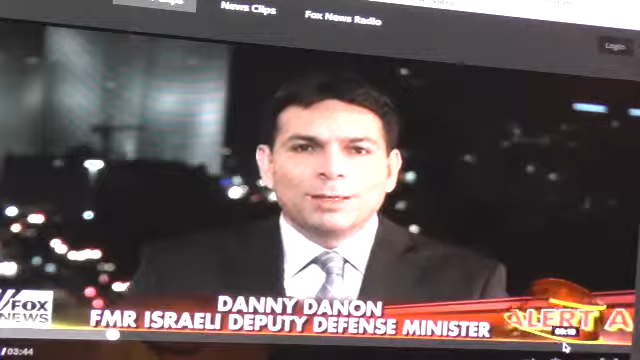 News Clips
Fox News Radio
Login
DANNY DANON
FMR ISRAELI DEPUTY DEFENSE MINISTER
FOX
NEWS
ALERT A
/ 03:44